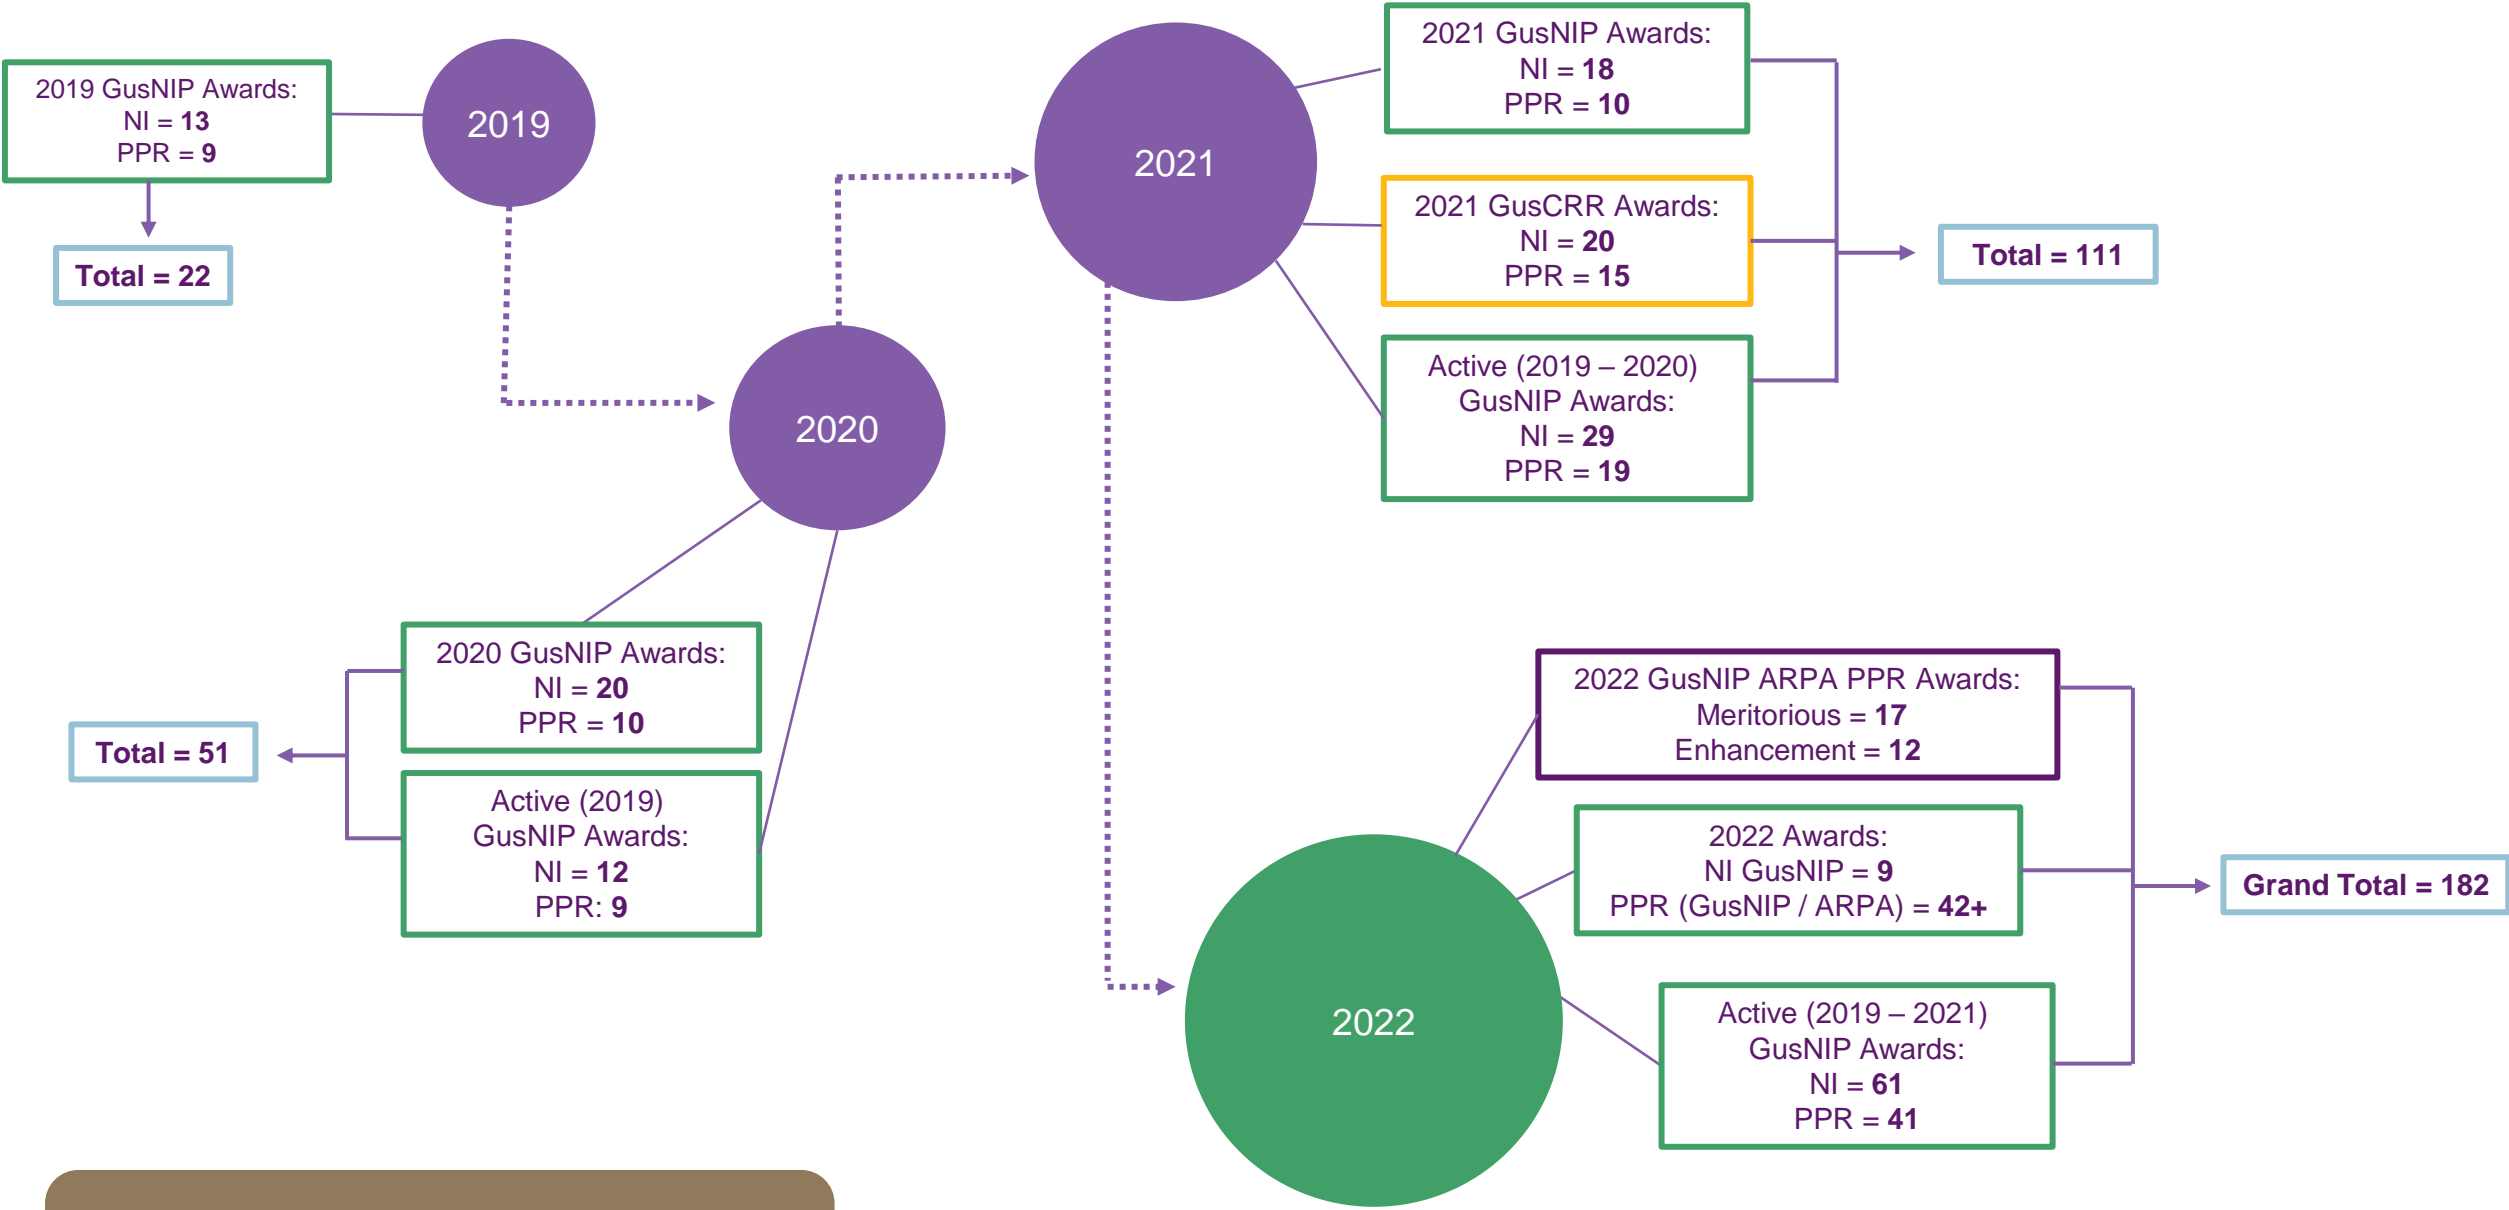 2019 GusNIP Awards:
NI = 13
PPR = 9
Total = 22
2019
2020
2020 GusNIP Awards:
NI = 20
PPR = 10
Active (2019)
GusNIP Awards:
NI = 12
PPR: 9
Total = 51
2021
2021 GusNIP Awards:
NI = 18
PPR = 10
2021 GusCRR Awards:
NI = 20
PPR = 15
Active (2019 – 2020)
GusNIP Awards:
NI = 29
PPR = 19
Total = 111
2022
2022 GusNIP ARPA PPR Awards:
Meritorious = 17
Enhancement = 12
2022 Awards:
NI GusNIP = 9
PPR (GusNIP / ARPA) = 42+
Active (2019 – 2021)
GusNIP Awards:
NI = 61
PPR = 41
Grand Total = 182